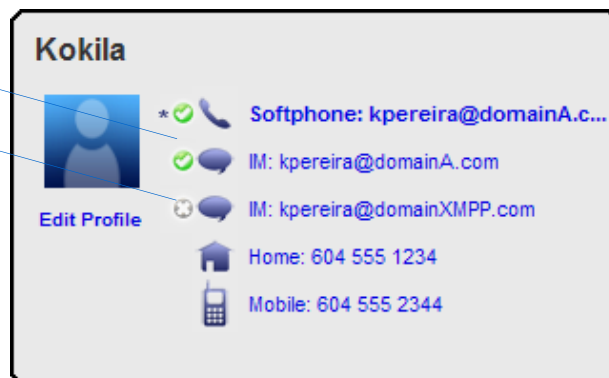 Kokila
* Softphone: kpereira@domainA.c...
IM: kpereira@domainA.com
IM: kpereira@domainXMPP.com
Edit Profile
Home: 604 555 1234
Mobile: 604 555 2344